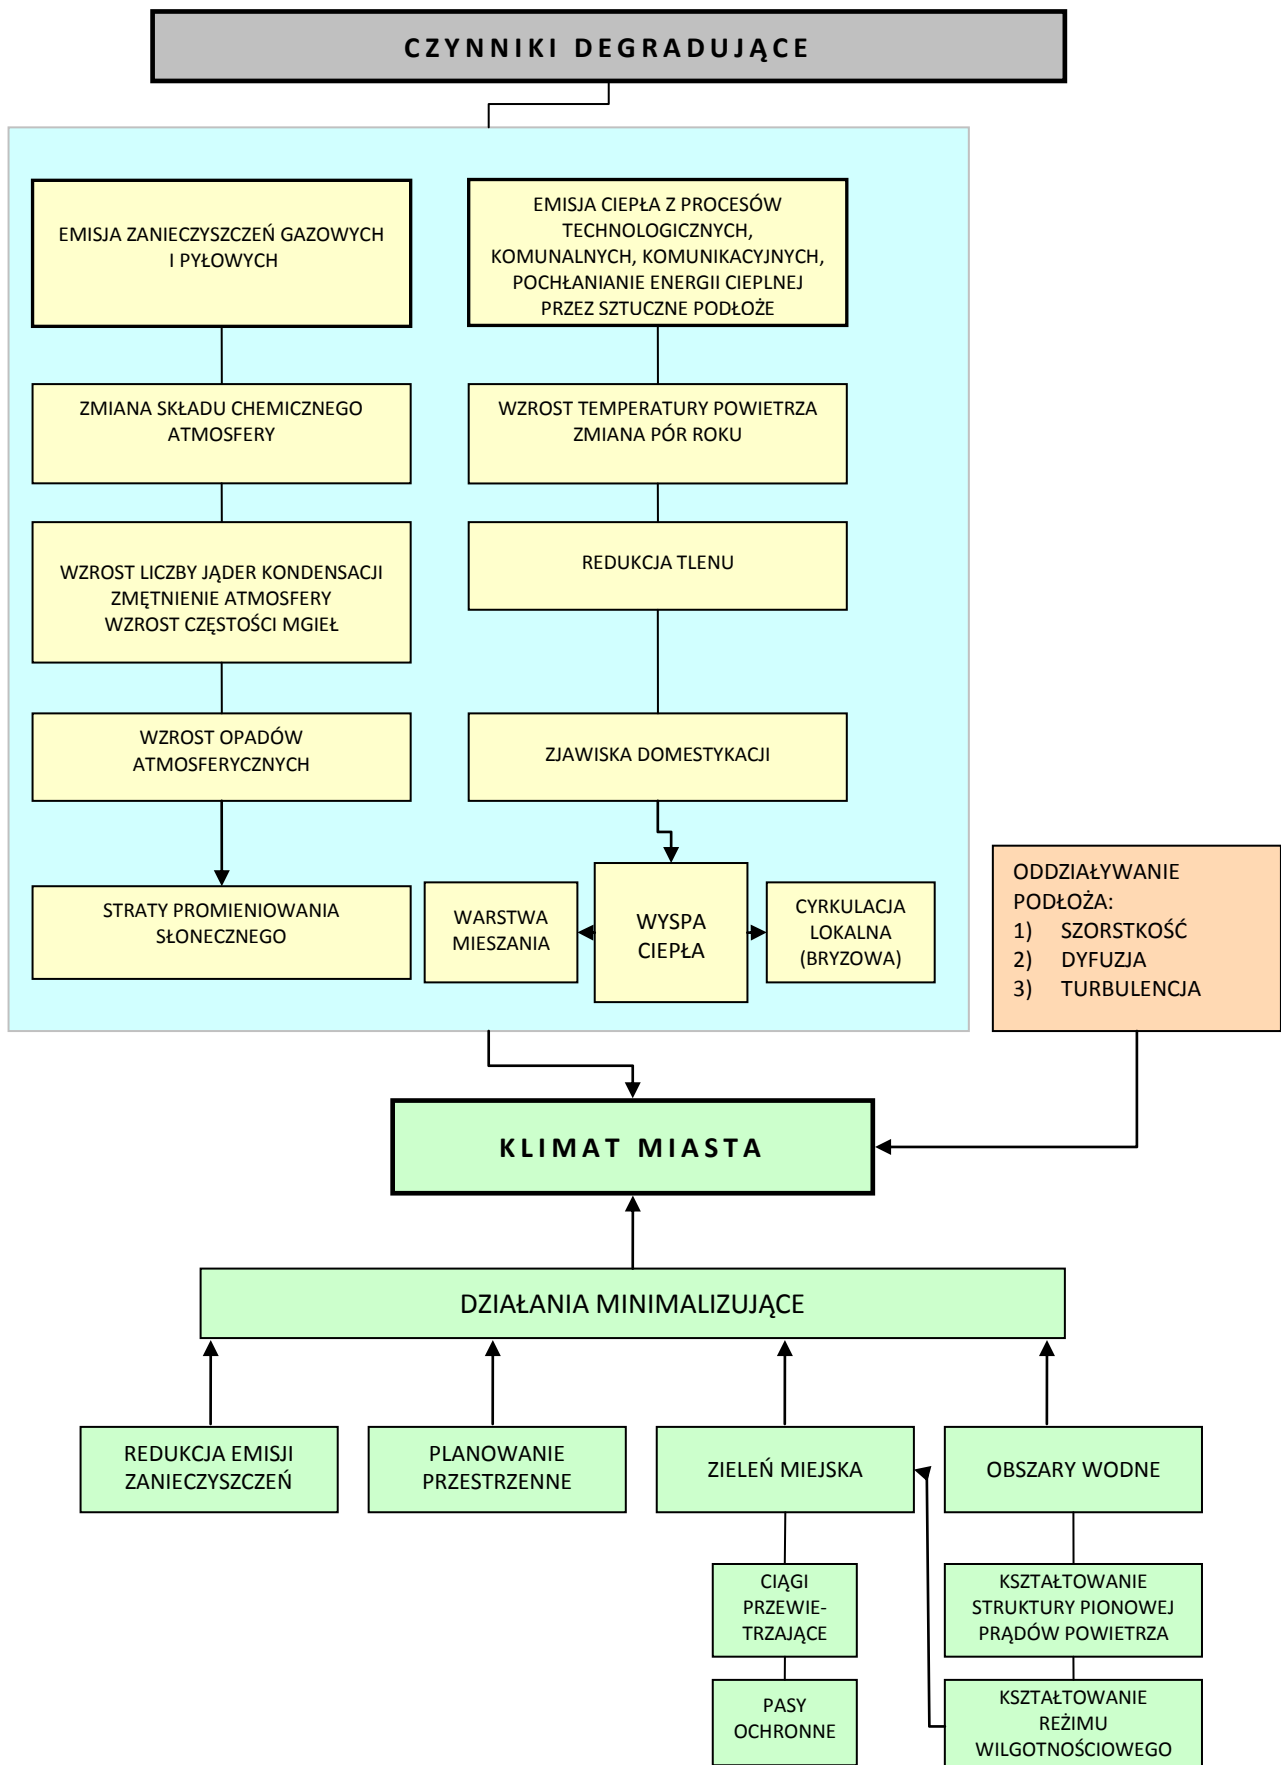 CZYNNIKI DEGRADUJĄCE
EMISJA ZANIECZYSZCZEŃ GAZOWYCH
I PYŁOWYCH
EMISJA CIEPŁA Z PROCESÓW
TECHNOLOGICZNYCH,
KOMUNALNYCH, KOMUNIKACYJNYCH,
POCHŁANIANIE ENERGII CIEPLNEJ
PRZEZ SZTUCZNE PODŁOŻE
ZMIANA SKŁADU CHEMICZNEGO
ATMOSFERY
WZROST TEMPERATURY POWIETRZA
ZMIANA PÓR ROKU
WZROST LICZBY JĄDER KONDENSACJI
ZMĘTNIENIE ATMOSFERY
WZROST CZĘSTOŚCI MGIEŁ
REDUKCJA TLENU
WZROST OPADÓW
ATMOSFERYCZNYCH
ZJAWISKA DOMESTYKACJI
STRATY PROMIENIOWANIA
SŁONECZNEGO
WARSTWA
MIESZANIA
WYSPA
CIEPŁA
CYRKULACJA
LOKALNA
(BRYZOWA)
ODDZIAŁYWANIE
PODŁOŻA:
1) SZORSTKOŚĆ
2) DYFUZJA
3) TURBULENCJA
KLIMAT MIASTA
DZIAŁANIA MINIMALIZUJĄCE
REDUKCJA EMISJI
ZANIECZYSZCZEŃ
PLANOWANIE
PRZESTRZENNE
ZIELEŃ MIEJSKA
OBSZARY WODNE
CIĄGI
PRZEWIE-
TRZAJĄCE
KSZTAŁTOWANIE
STRUKTURY PIONOWEJ
PRĄDÓW POWIETRZA
PASY
OCHRONNE
KSZTAŁTOWANIE
REŻIMU
WILGOTNOŚCIOWEGO